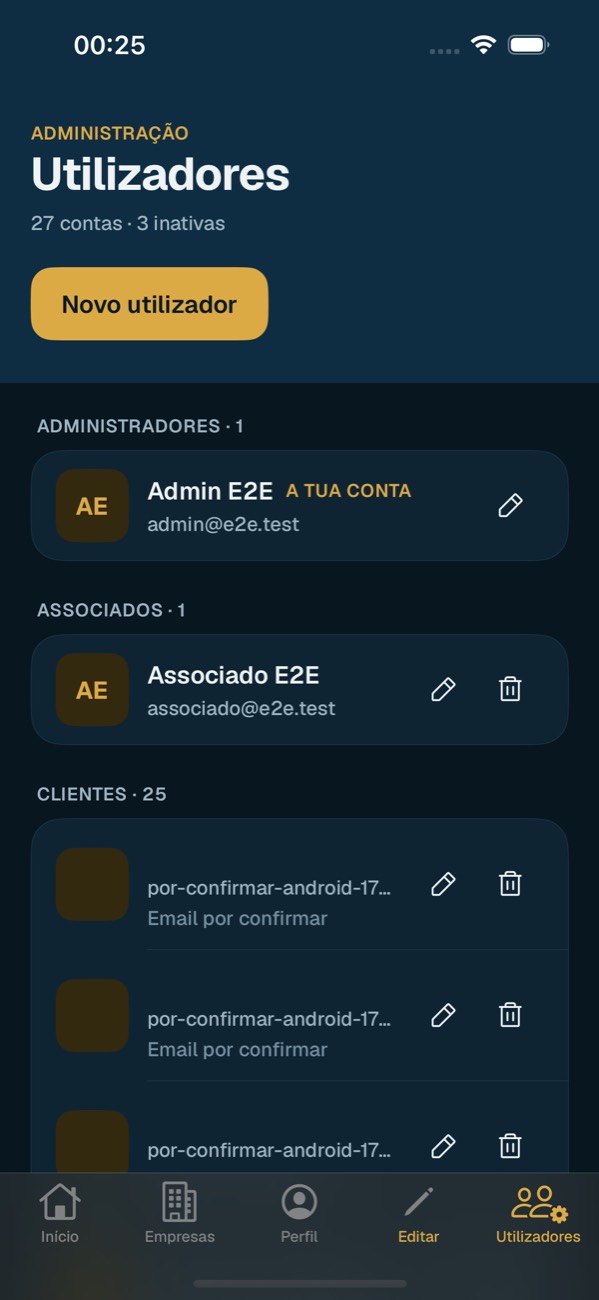 00:25
ADMINISTRAÇÃO
Utilizadores
27 contas · 3 inativas
Novo utilizador
ADMINISTRADORES · 1
AE
Admin E2E A TUA CONTA
admin@e2e.test
ASSOCIADOS · 1
AE
Associado E2E
associado@e2e.test
CLIENTES · 25
por-confirmar-android-17…
Email por confirmar
por-confirmar-android-17…
Email por confirmar
por-confirmar-android-17…
Início Empresas Perfil Editar Utilizadores